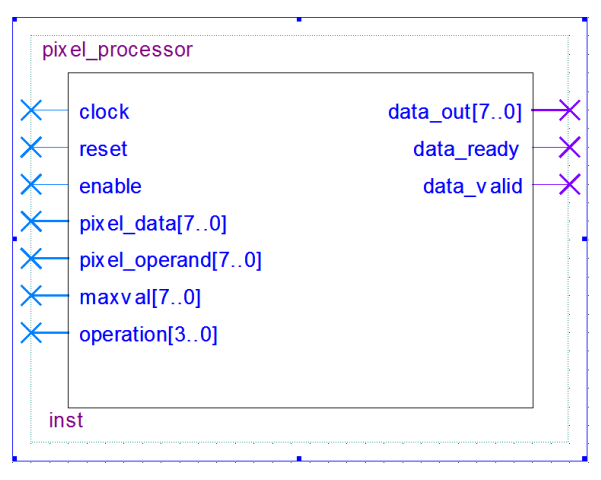 pixel_processor
clock
data_out[7..0]
reset
data_ready
enable
data_valid
pixel_data[7..0]
pixel_operand[7..0]
maxval[7..0]
operation[3..0]
inst